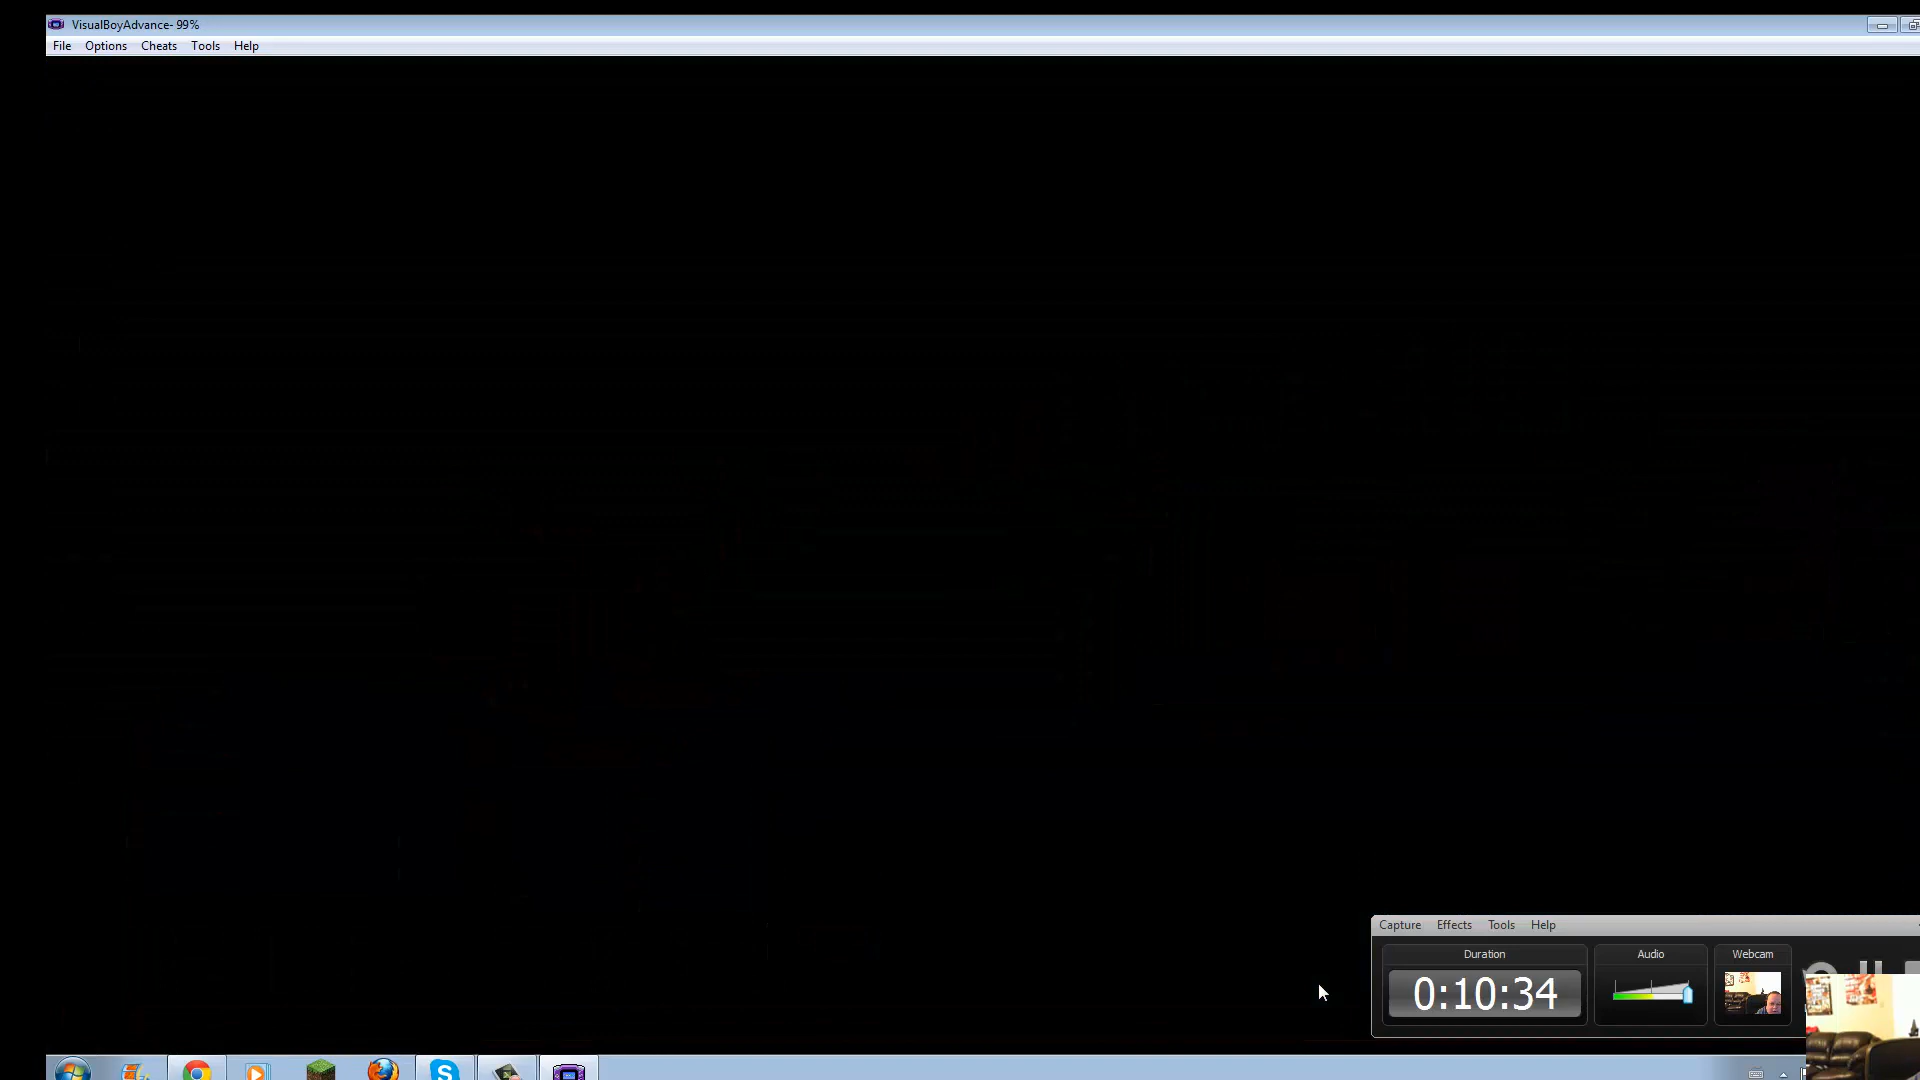 VisualBoyAdvance- 99%
File Options Cheats Tools Help
Capture Effects Tools Help
Duration Audio Webcam
0:10:34